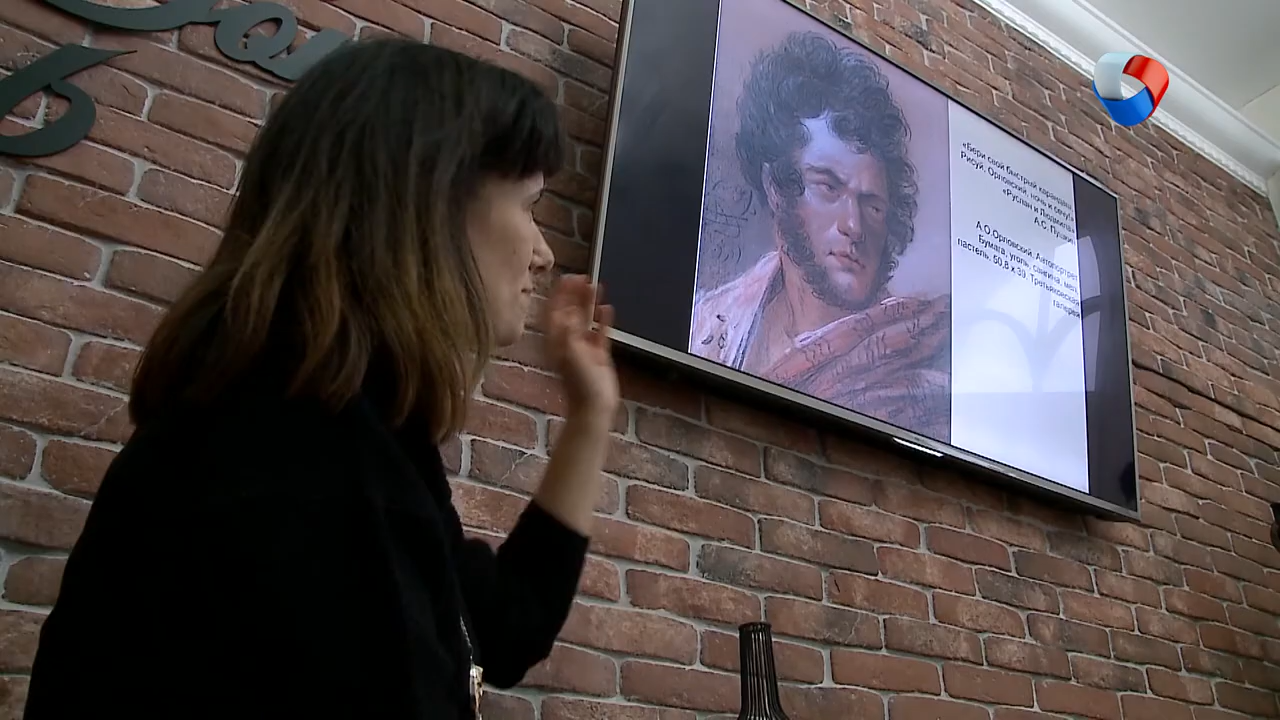 «Бери свой быстрый карандаш,
Рисуй, Орловский, ночь и сечу!»
«Руслан и Людмила»
А.С. Пушкин
А.О.Орловский. Автопортрет
Бумага, уголь, сангина, мел,
пастель. 50,8 х 39. Третьяковская
галерея